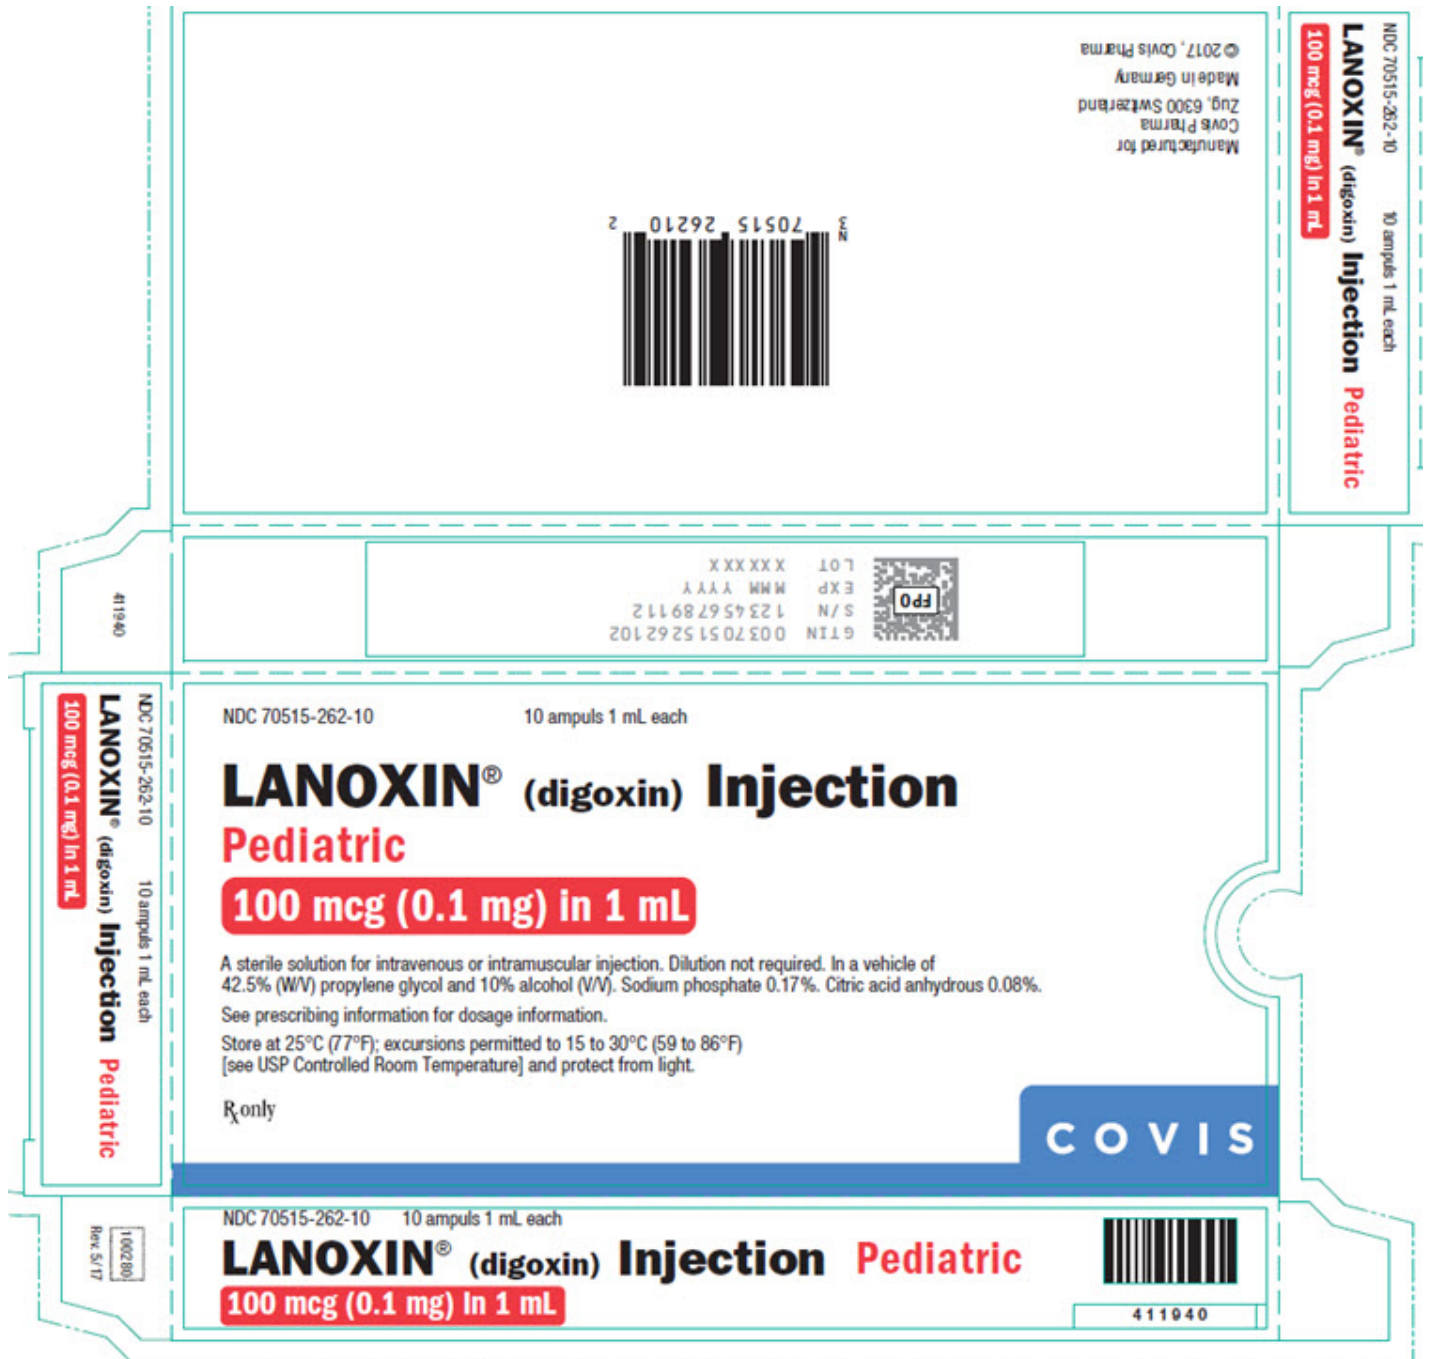 © 2017, Covis Pharma
Made in Germany
Zug, 6300 Switzerland
Covis Pharma
Manufactured for
N
3 70515 26210 2
NDC 70515-262-10 10 ampuls 1 mL each
LANOXIN® (digoxin) Injection Pediatric
100 mcg (0.1 mg) in 1 mL
LOT XXXXXX
EXP MMM YYYY
S/N 123456789112
GTIN 00370515262102
FPO
411940
NDC 70515-262-10 10 ampuls 1 mL each
LANOXIN® (digoxin) Injection Pediatric
100 mcg (0.1 mg) in 1 mL
NDC 70515-262-10 10 ampuls 1 mL each
LANOXIN® (digoxin) Injection
Pediatric
100 mcg (0.1 mg) in 1 mL
A sterile solution for intravenous or intramuscular injection. Dilution not required. In a vehicle of
42.5% (W/V) propylene glycol and 10% alcohol (V/V). Sodium phosphate 0.17%. Citric acid anhydrous 0.08%.
See prescribing information for dosage information.
Store at 25°C (77°F); excursions permitted to 15 to 30°C (59 to 86°F)
[see USP Controlled Room Temperature] and protect from light.
Rx only
COVIS
100280
Rev. 5/17
NDC 70515-262-10 10 ampuls 1 mL each
LANOXIN® (digoxin) Injection Pediatric
100 mcg (0.1 mg) in 1 mL
411940